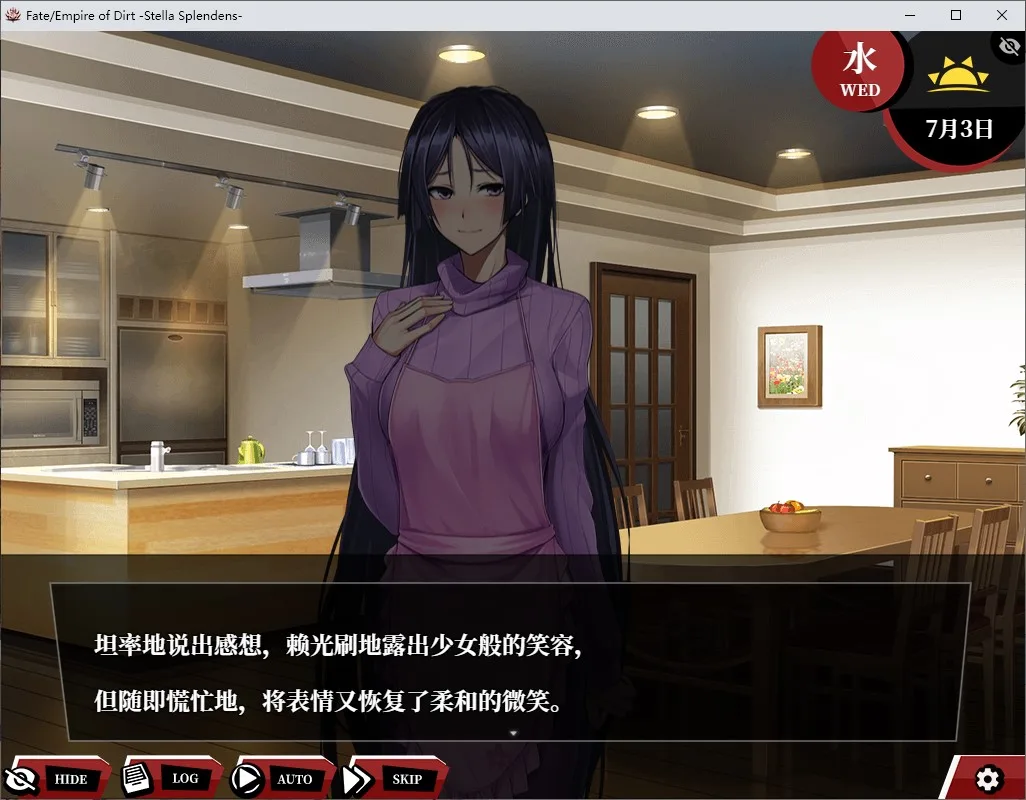 Fate/Empire of Dirt -Stella Splendens-
水
WED
7月3日
坦率地说出感想，赖光刷地露出少女般的笑容，
但随即慌忙地，将表情又恢复了柔和的微笑。
HIDE
LOG
AUTO
SKIP